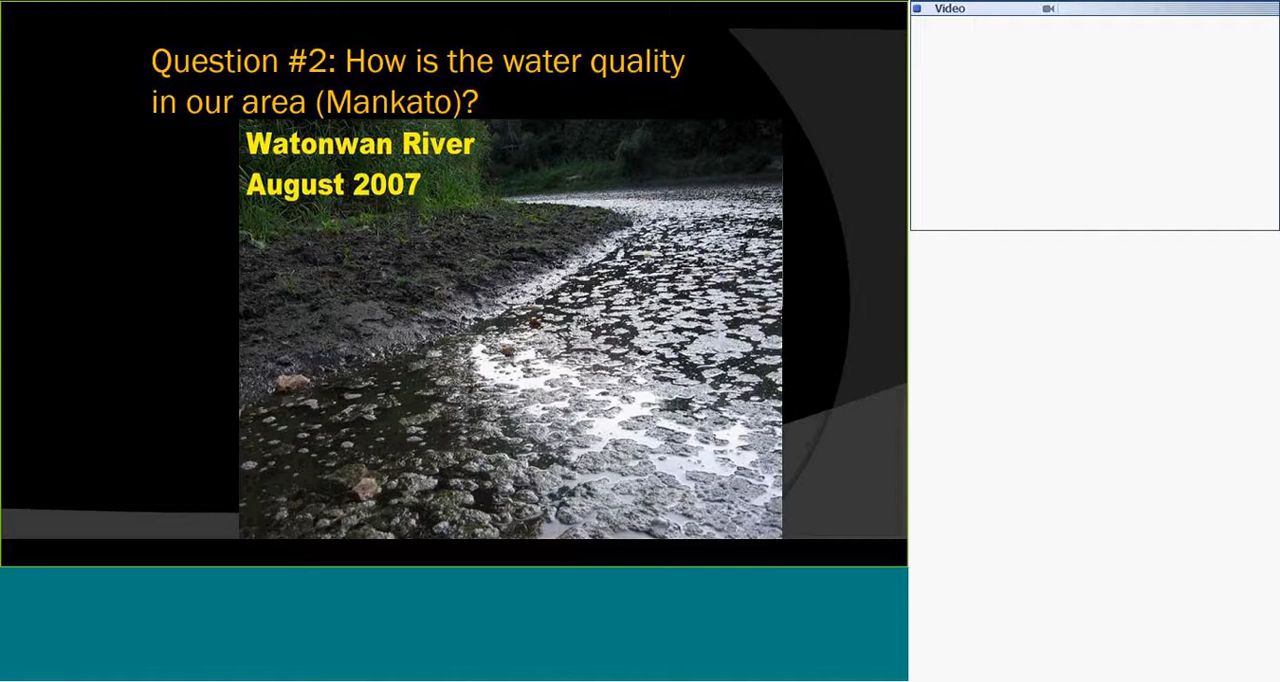 Question #2: How is the water quality
in our area (Mankato)?
Watonwan River
August 2007
Video